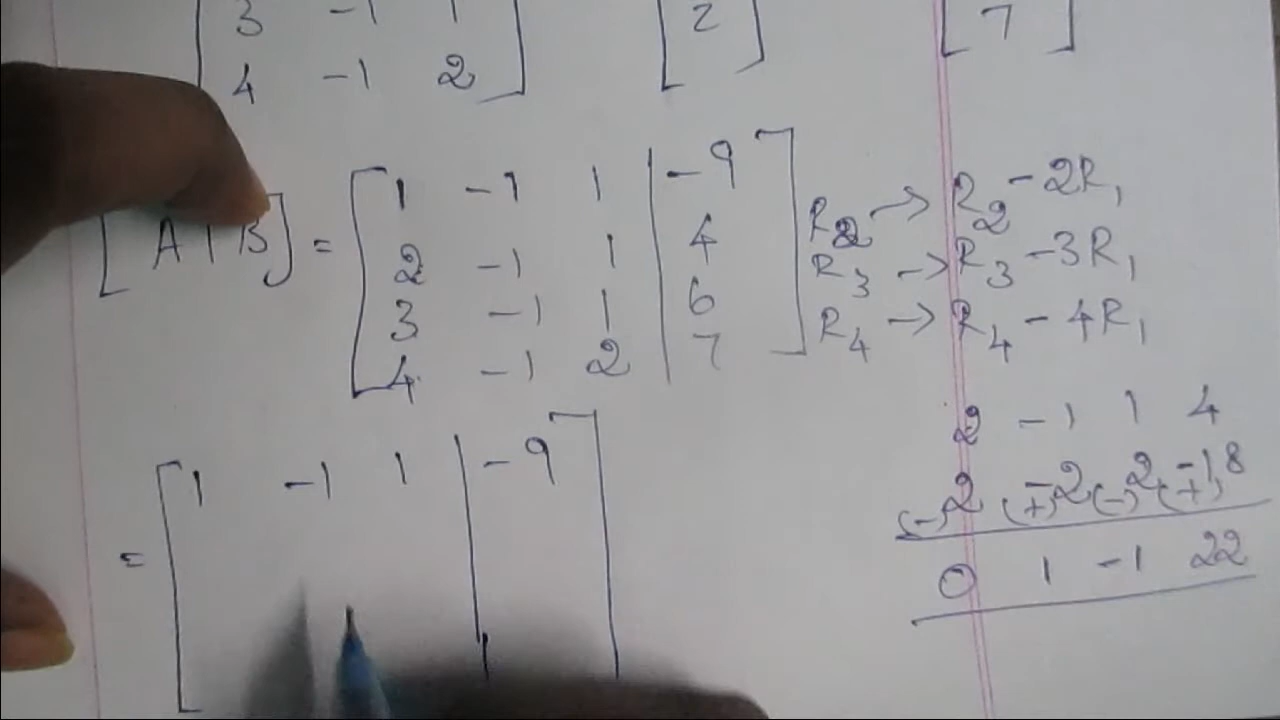 3 -1 1 2 7
4 -1 2
[A | B] = [ 1 -1 1 | -9 ]
2 -1 1 | 4 R2 → R2 - 2R1
3 -1 1 | 6 R3 → R3 - 3R1
4 -1 2 | 7 R4 → R4 - 4R1
2 -1 1 4
(-)2 (+)-2 (-)2 (+)-18
0 1 -1 22
= [ 1 -1 1 | -9 ]